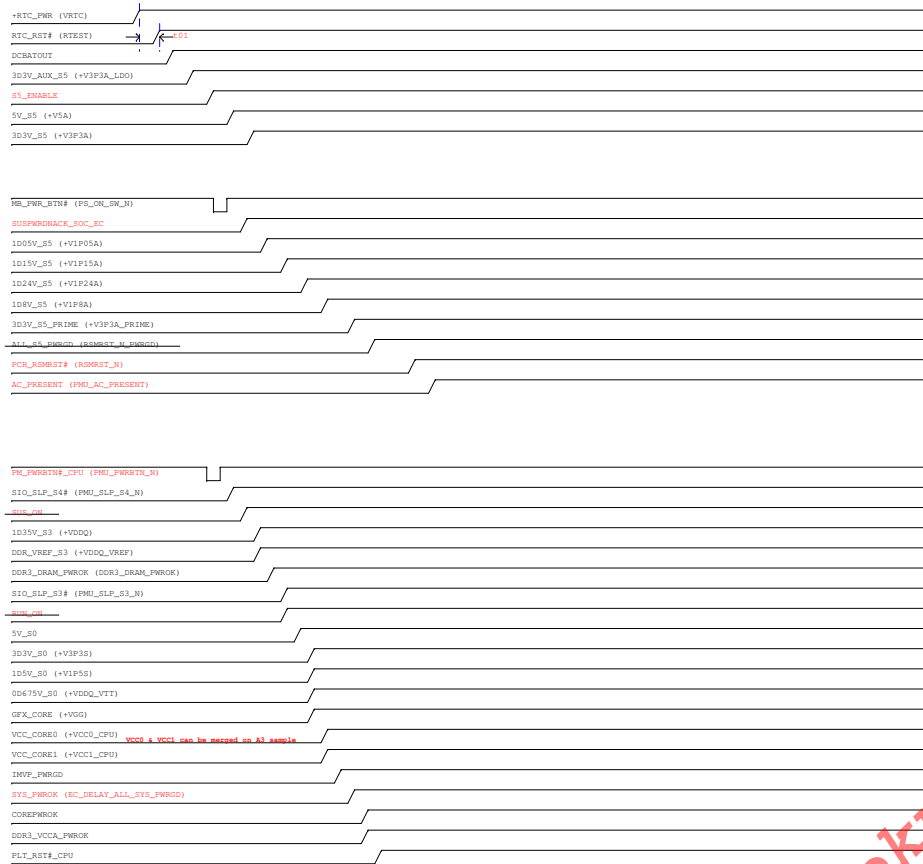 +RTC_PWR (VRTC)
RTC_RST# (RTEST)
t01
DCBATOUT
3D3V_AUX_S5 (+V3P3A_LDO)
S5_ENABLE
5V_S5 (+V5A)
3D3V_S5 (+V3P3A)
MB_PWR_BTN# (PS_ON_SW_N)
SUSPWRDNACK_SOC_EC
1D05V_S5 (+V1P05A)
1D15V_S5 (+V1P15A)
1D24V_S5 (+V1P24A)
1D8V_S5 (+V1P8A)
3D3V_S5_PRIME (+V3P3A_PRIME)
ALL_S5_PWRGD (RSMRST_N_PWRGD)
PCH_RSMRST# (RSMRST_N)
AC_PRESENT (PMU_AC_PRESENT)
PM_PWRBTN#_CPU (PMU_PWRBTN_N)
SIO_SLP_S4# (PMU_SLP_S4_N)
SUS_ON
1D35V_S3 (+VDDQ)
DDR_VREF_S3 (+VDDQ_VREF)
DDR3_DRAM_PWROK (DDR3_DRAM_PWROK)
SIO_SLP_S3# (PMU_SLP_S3_N)
RUN_ON
5V_S0
3D3V_S0 (+V3P3S)
1D5V_S0 (+V1P5S)
0D675V_S0 (+VDDQ_VTT)
GFX_CORE (+VGG)
VCC_CORE0 (+VCC0_CPU) VCC0 & VCC1 can be merged on A3 sample
VCC_CORE1 (+VCC1_CPU)
IMVP_PWRGD
SYS_PWROK (EC_DELAY_ALL_SYS_PWRGD)
COREPWROK
DDR3_VCCA_PWROK
PLT_RST#_CPU